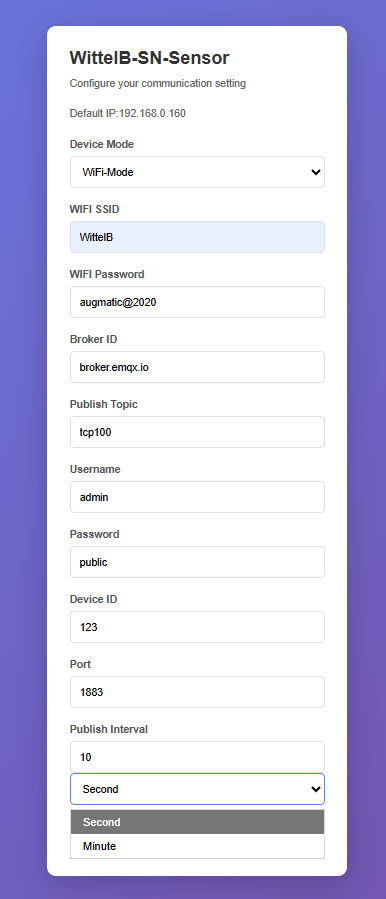 WittelB-SN-Sensor
Configure your communication setting
Default IP:192.168.0.160
Device Mode
WiFi-Mode
WIFI SSID
WittelB
WIFI Password
augmatic@2020
Broker ID
broker.emqx.io
Publish Topic
tcp100
Username
admin
Password
public
Device ID
123
Port
1883
Publish Interval
10
Second
Second
Minute